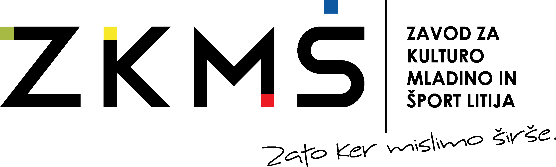 ZKMŠ
ZAVOD ZA
KULTURO
MLADINO IN
ŠPORT LITIJA
Zato ker mislimo širše.